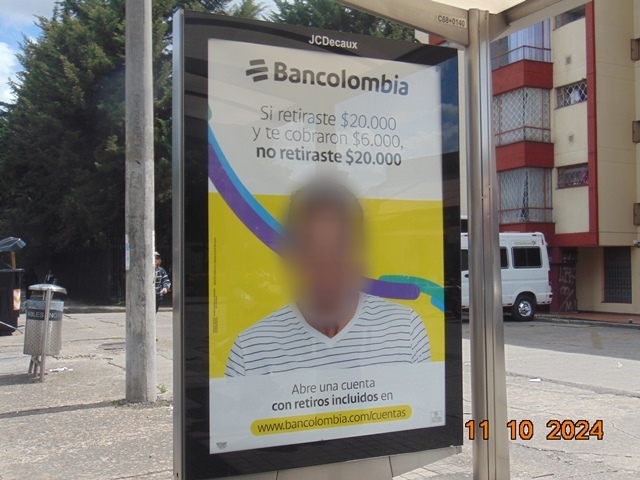 C88+0140
JCDecaux
Bancolombia
Si retiraste $20.000
y te cobraron $6.000,
no retiraste $20.000
Abre una cuenta
con retiros incluidos en
www.bancolombia.com/cuentas
11 10 2024